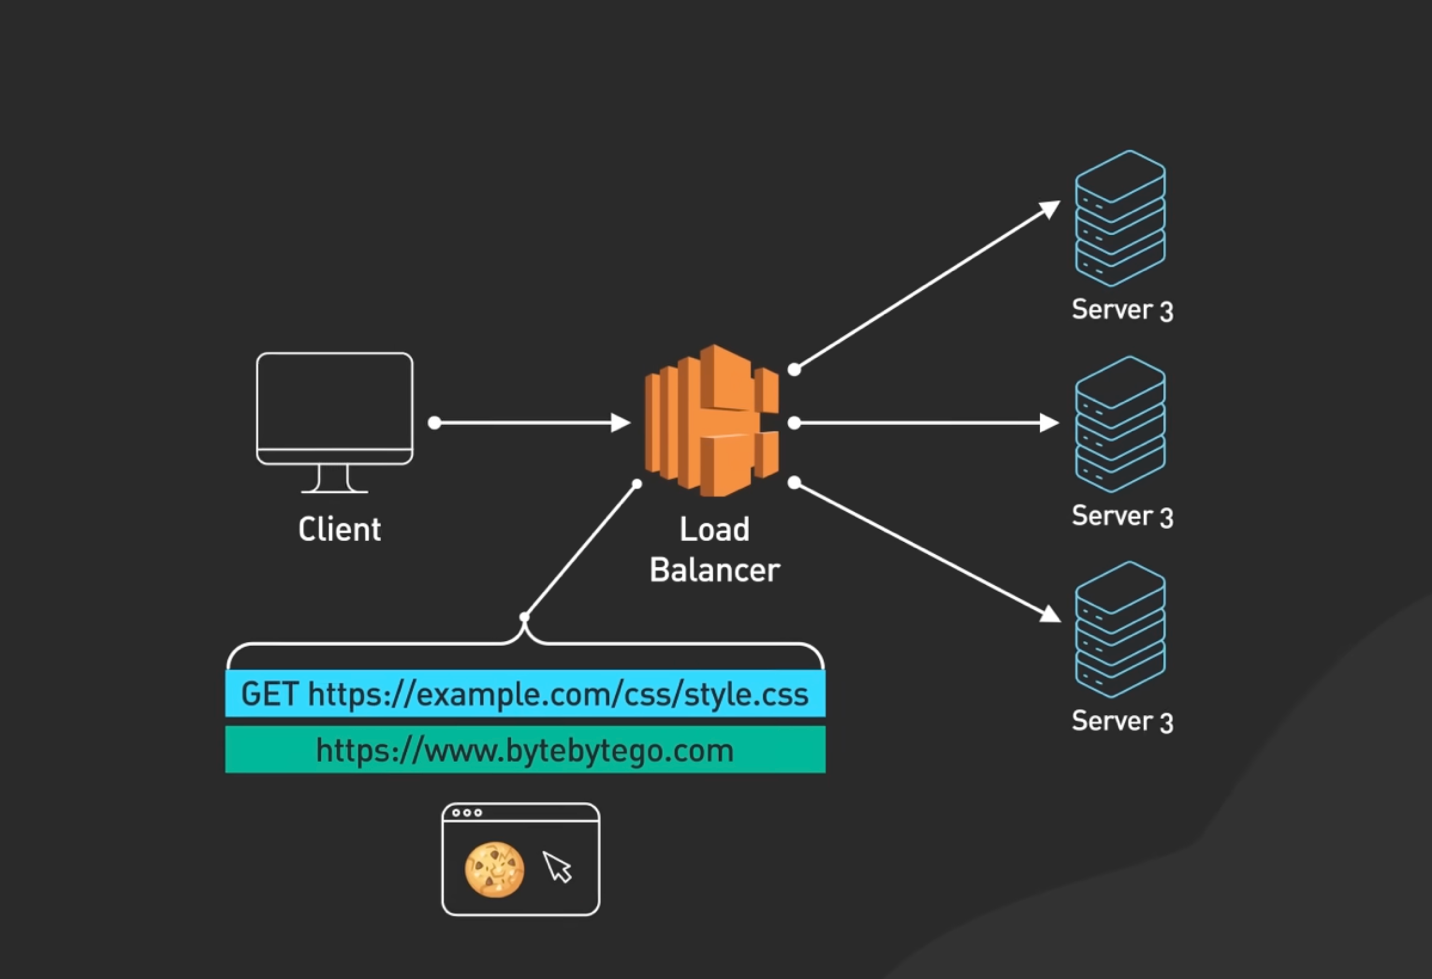 Server 3
Server 3
Client
Load
Balancer
Server 3
GET https://example.com/css/style.css
https://www.bytebytego.com